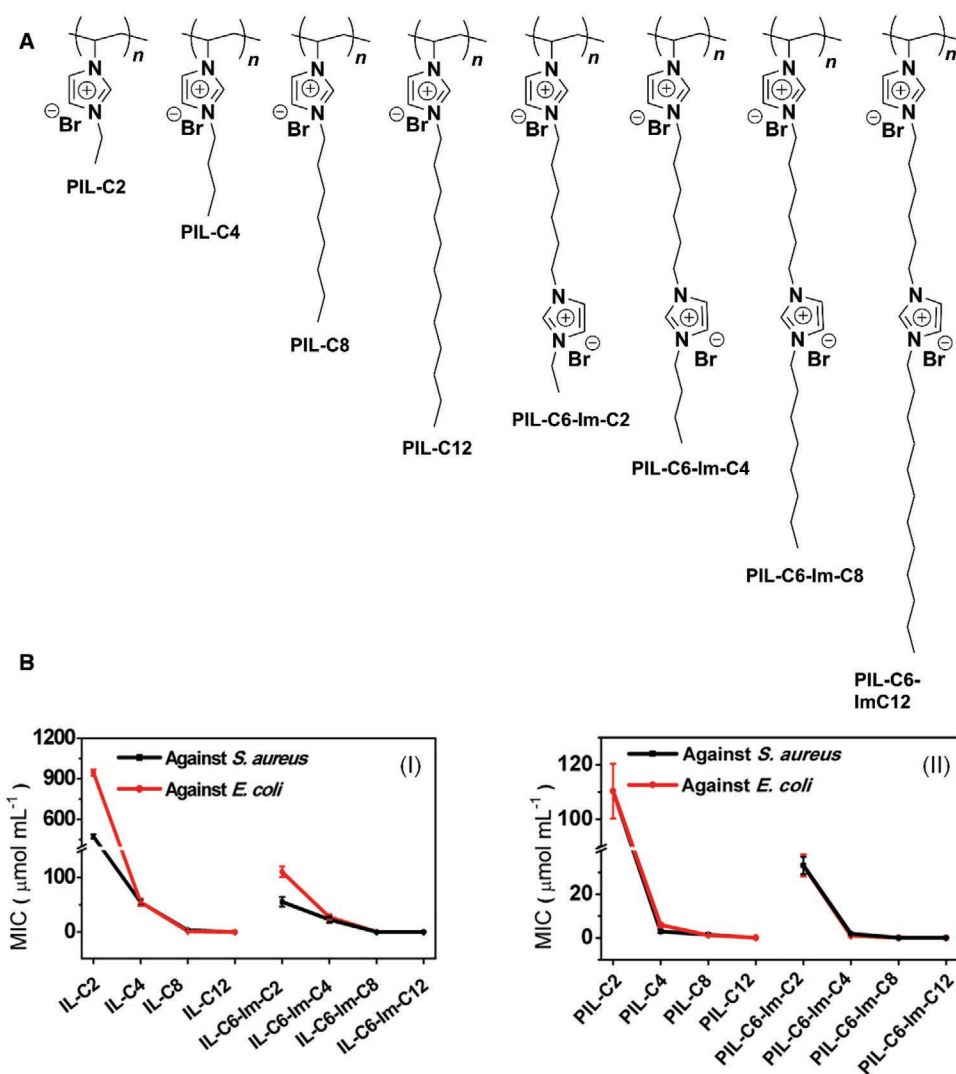 A
n n n n n n n n
N N N N N N N N
⊕ ⊕ ⊕ ⊕ ⊕ ⊕ ⊕ ⊕
⊖Br ⊖Br ⊖Br ⊖Br ⊖Br ⊖Br ⊖Br ⊖Br
N N N N N N N N
PIL-C2
PIL-C4
N N N N
PIL-C8
⊕ ⊕ ⊕ ⊕
N Br⊖ N Br⊖ N Br⊖ N Br⊖
PIL-C12
PIL-C6-Im-C2
PIL-C6-Im-C4
PIL-C6-Im-C8
PIL-C6-
ImC12
B
(I)
Against S. aureus
Against E. coli
MIC ( μmol mL⁻¹ )
1200
900
600
100
0
IL-C2
IL-C4
IL-C8
IL-C12
IL-C6-Im-C2
IL-C6-Im-C4
IL-C6-Im-C8
IL-C6-Im-C12
(II)
Against S. aureus
Against E. coli
MIC ( μmol mL⁻¹ )
120
100
20
0
PIL-C2
PIL-C4
PIL-C8
PIL-C12
PIL-C6-Im-C2
PIL-C6-Im-C4
PIL-C6-Im-C8
PIL-C6-Im-C12